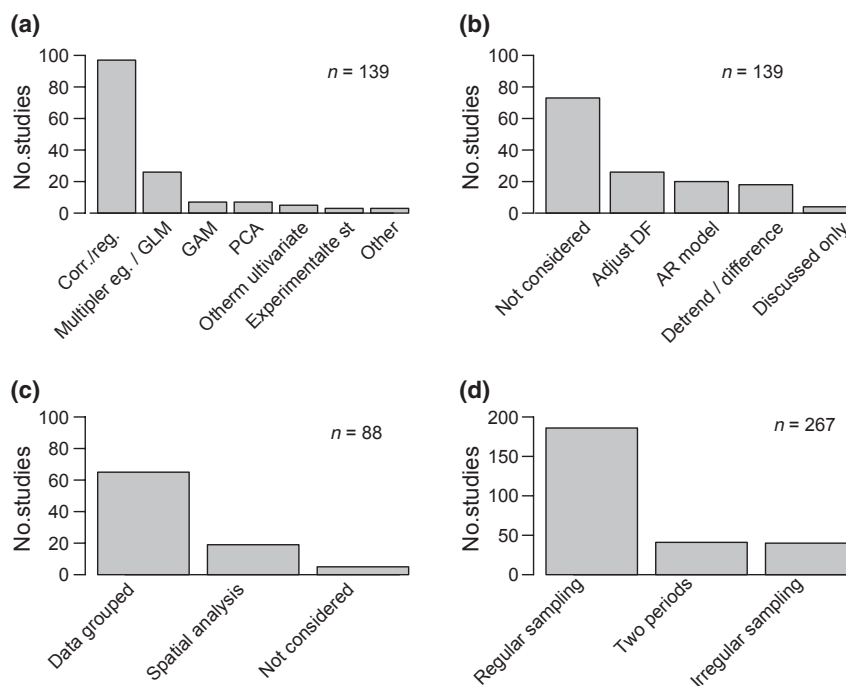 (a)
No.studies
100
80
60
40
20
0
n = 139
Corr./reg.
Multipler eg. / GLM
GAM
PCA
Otherm ultivariate
Experimentalte st
Other
(b)
No.studies
100
80
60
40
20
0
n = 139
Not considered
Adjust DF
AR model
Detrend / difference
Discussed only
(c)
No.studies
100
80
60
40
20
0
n = 88
Data grouped
Spatial analysis
Not considered
(d)
No.studies
200
150
100
50
0
n = 267
Regular sampling
Two periods
Irregular sampling